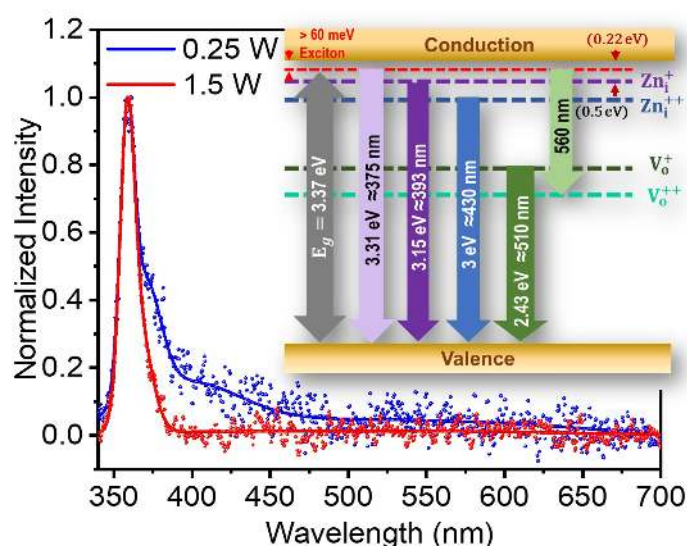 Normalized Intensity
1.2
1.0
0.8
0.6
0.4
0.2
0.0
0.25 W
1.5 W
> 60 meV
Exciton
Conduction
(0.22 eV)
Zn_i^+
Zn_i^{++}
(0.5 eV)
V_o^+
V_o^{++}
E_g = 3.37 eV
3.31 eV ≈375 nm
3.15 eV ≈393 nm
3 eV ≈430 nm
2.43 eV ≈510 nm
560 nm
Valence
350 400 450 500 550 600 650 700
Wavelength (nm)